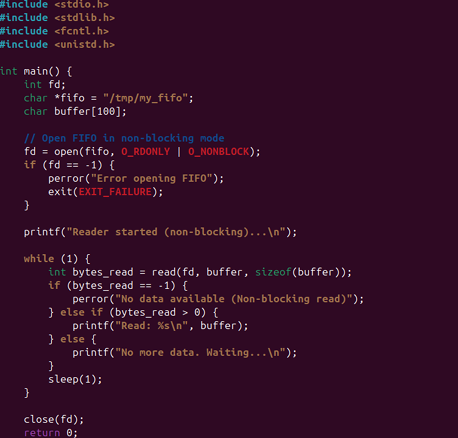 #include <stdio.h>
#include <stdlib.h>
#include <fcntl.h>
#include <unistd.h>

int main() {
    int fd;
    char *fifo = "/tmp/my_fifo";
    char buffer[100];

    // Open FIFO in non-blocking mode
    fd = open(fifo, O_RDONLY | O_NONBLOCK);
    if (fd == -1) {
        perror("Error opening FIFO");
        exit(EXIT_FAILURE);
    }

    printf("Reader started (non-blocking)...\n");

    while (1) {
        int bytes_read = read(fd, buffer, sizeof(buffer));
        if (bytes_read == -1) {
            perror("No data available (Non-blocking read)");
        } else if (bytes_read > 0) {
            printf("Read: %s\n", buffer);
        } else {
            printf("No more data. Waiting...\n");
        }
        sleep(1);
    }

    close(fd);
    return 0;